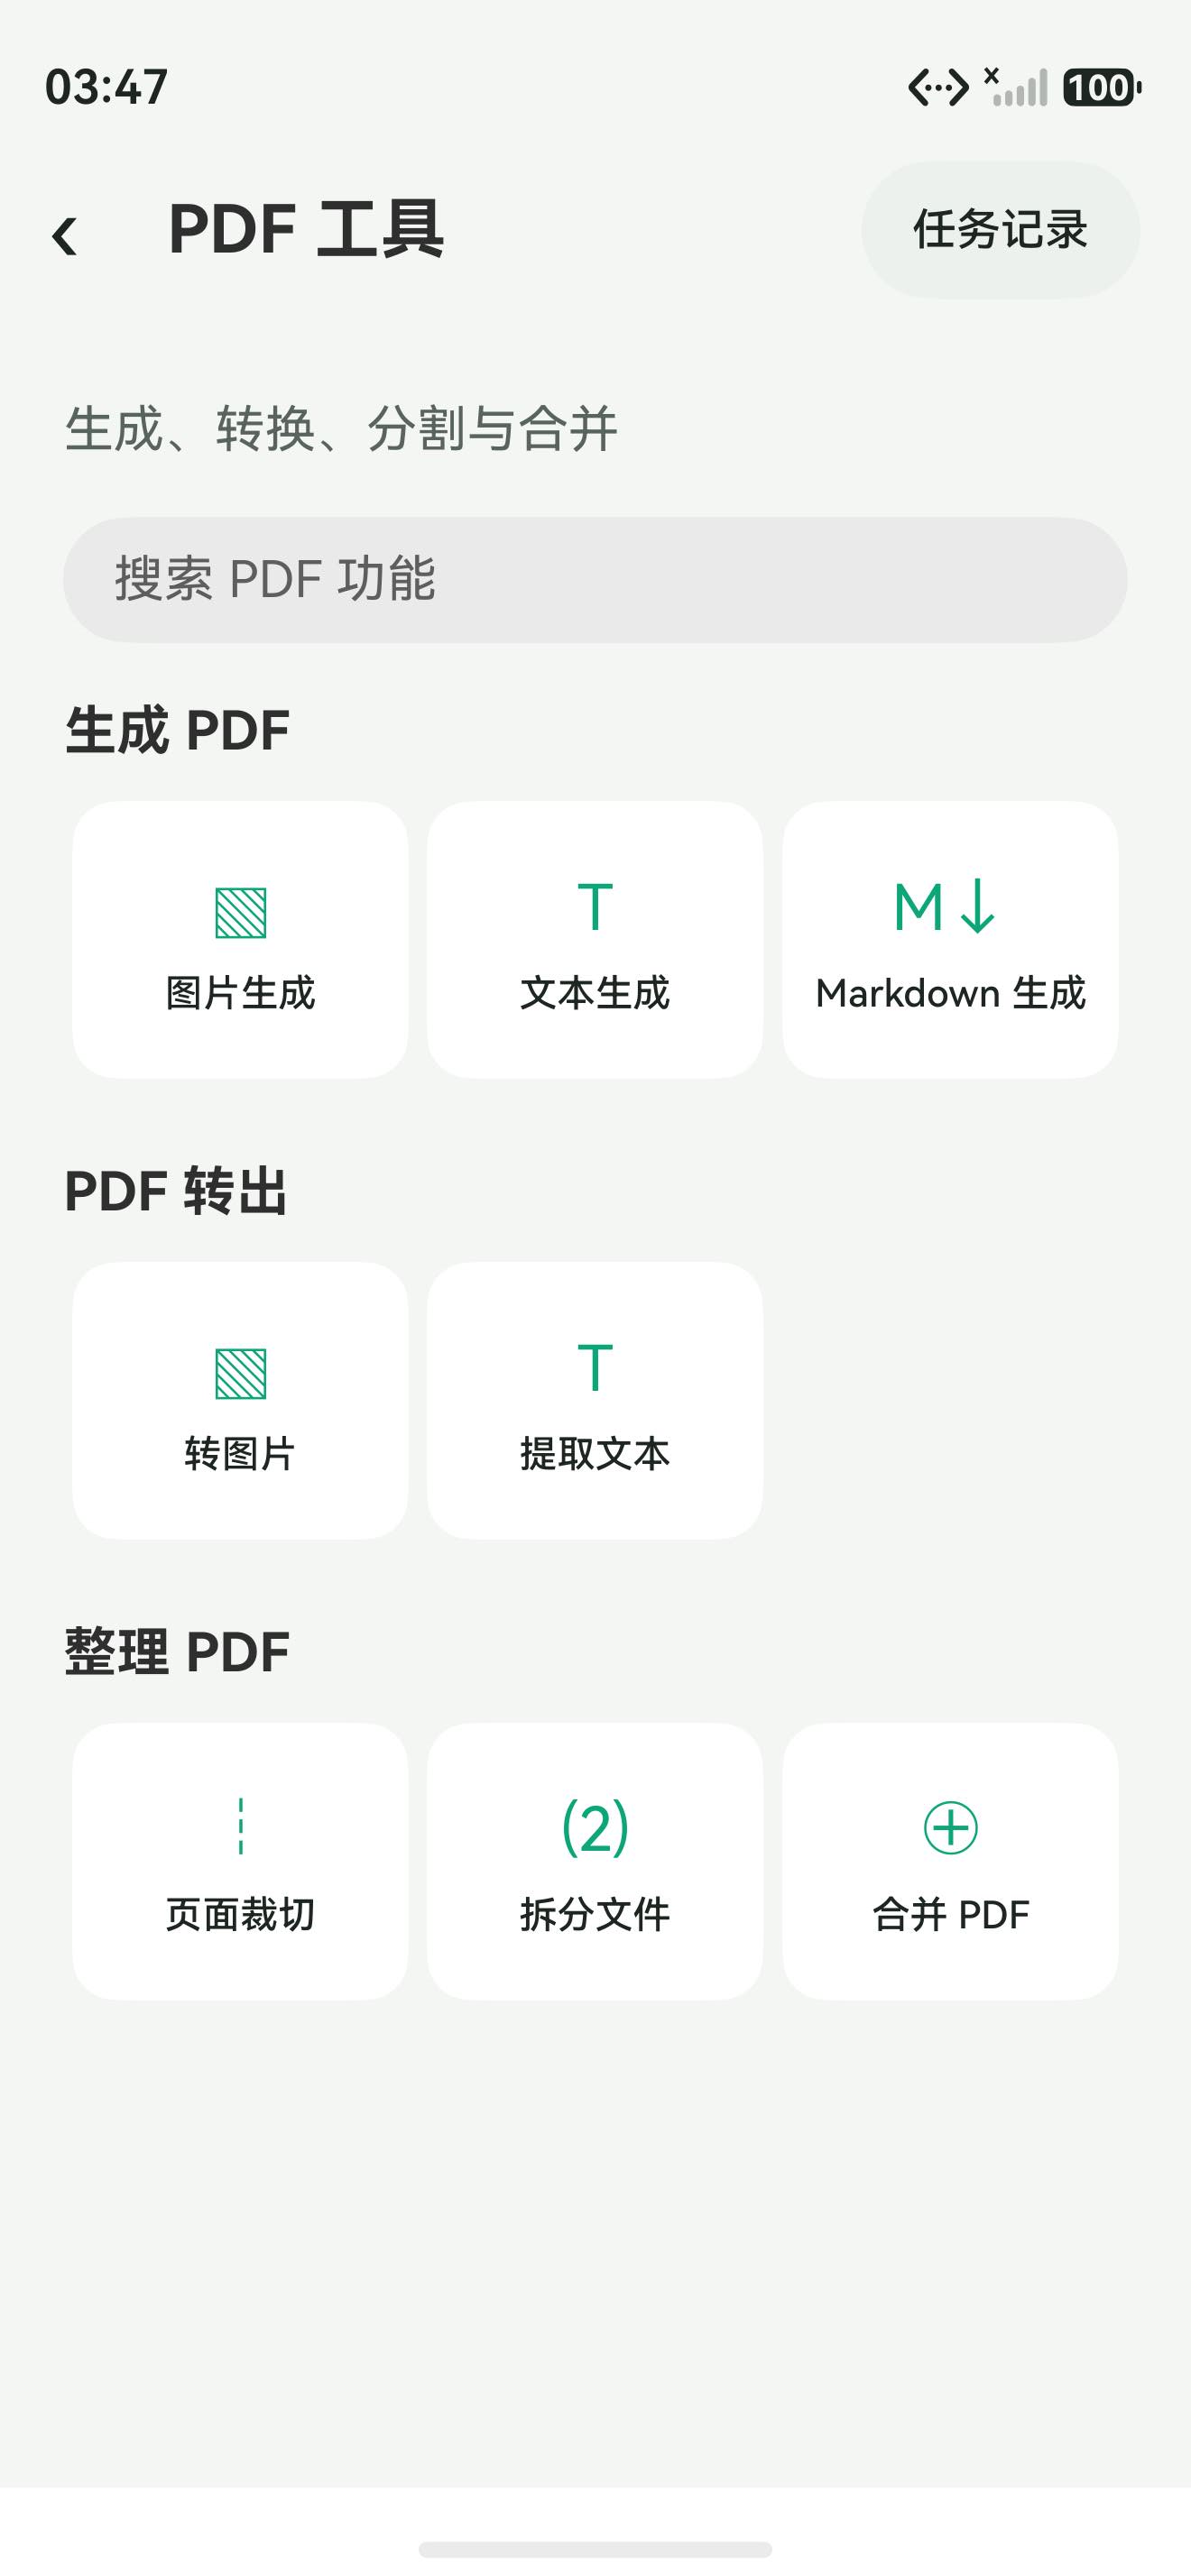 03:47
100
‹ PDF 工具
任务记录
生成、转换、分割与合并
搜索 PDF 功能
生成 PDF
▧ T M↓
图片生成 文本生成 Markdown 生成
PDF 转出
▧ T
转图片 提取文本
整理 PDF
┆ (2) ⊕
页面裁切 拆分文件 合并 PDF